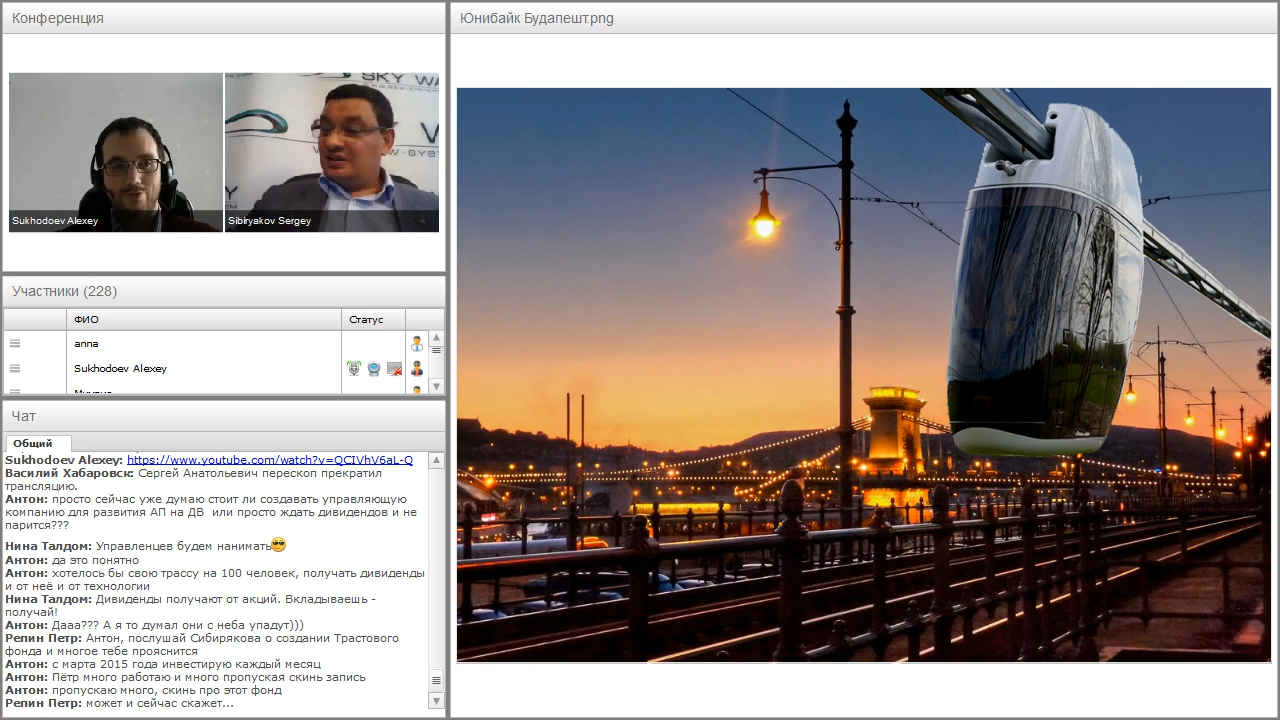 Конференция
SKY WA
W
W-SYST
Sukhodoev Alexey
Sibiryakov Sergey
Участники (228)
ФИО
Статус
anna
Sukhodoev Alexey
Чат
Общий
Sukhodoev Alexey: https://www.youtube.com/watch?v=QCIVhV6aL-Q
Василий Хабаровск: Сергей Анатольевич перескоп прекратил
трансляцию.
Антон: просто сейчас уже думаю стоит ли создавать управляющую
компанию для развития АП на ДВ или просто ждать дивидендов и не
парится???
Нина Талдом: Управленцев будем нанимать
Антон: да это понятно
Антон: хотелось бы свою трассу на 100 человек, получать дивиденды
и от неё и от технологии
Нина Талдом: Дивиденды получают от акций. Вкладываешь -
получай!
Антон: Дааа??? А я то думал они с неба упадут)))
Репин Петр: Антон, послушай Сибирякова о создании Трастового
фонда и многое тебе прояснится
Антон: с марта 2015 года инвестирую каждый месяц
Антон: Пётр много работаю и много пропуская скинь запись
Антон: пропускаю много, скинь про этот фонд
Репин Петр: может и сейчас скажет...
Юнибайк Будапешт.png